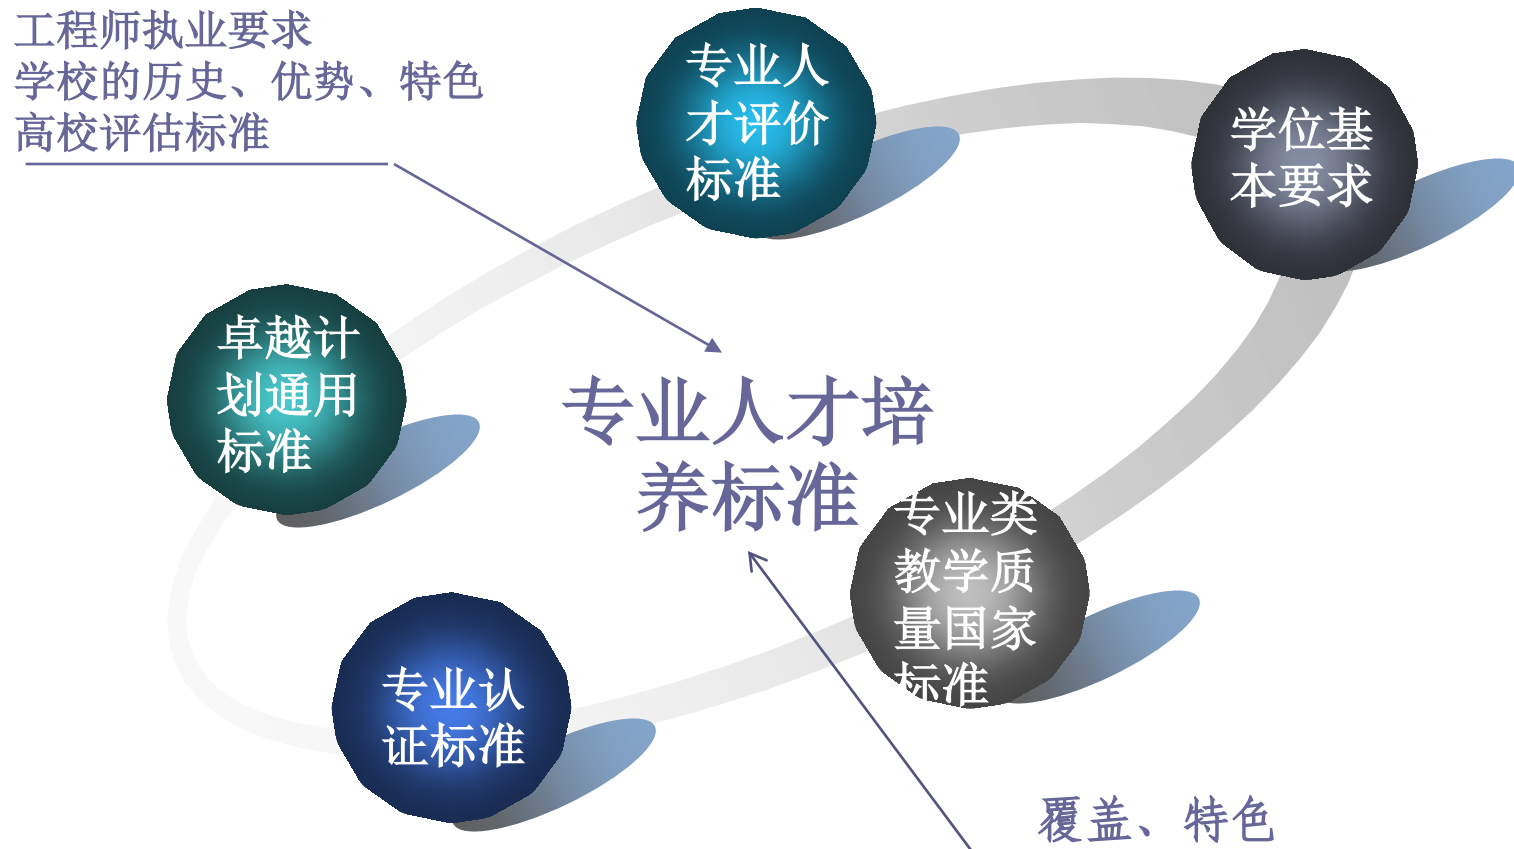 工程师执业要求
学校的历史、优势、特色
高校评估标准
专业人
才评价
标准
学位基
本要求
卓越计
划通用
标准
专业人才培
养标准
专业类
教学质
量国家
标准
专业认
证标准
覆盖、特色